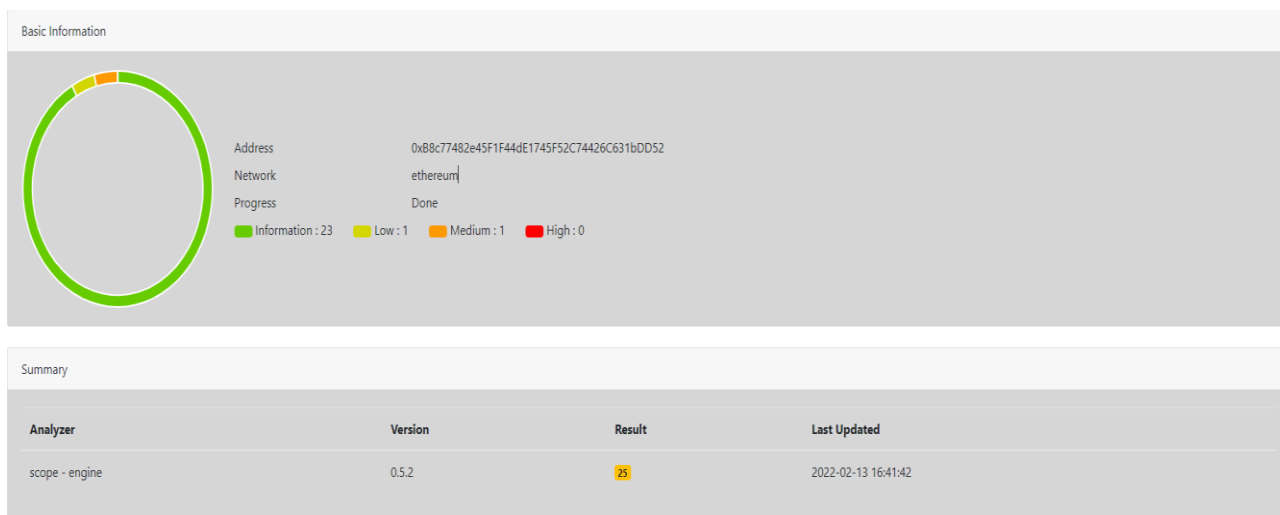 Basic Information
Address 0xB8c77482e45F1F44dE1745F52C74426C631bDD52
Network ethereum
Progress Done
Information : 23 Low : 1 Medium : 1 High : 0
Summary
Analyzer Version Result Last Updated
scope - engine 0.5.2 25 2022-02-13 16:41:42